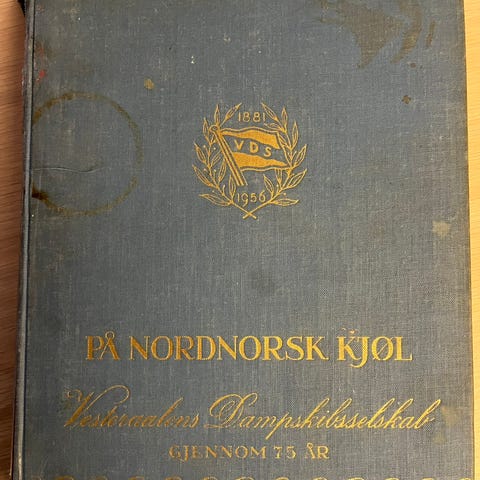 1881
VDS
1956
PÅ NORDNORSK KJØL
Vesteraalens Dampskibsselskab
GJENNOM 75 ÅR